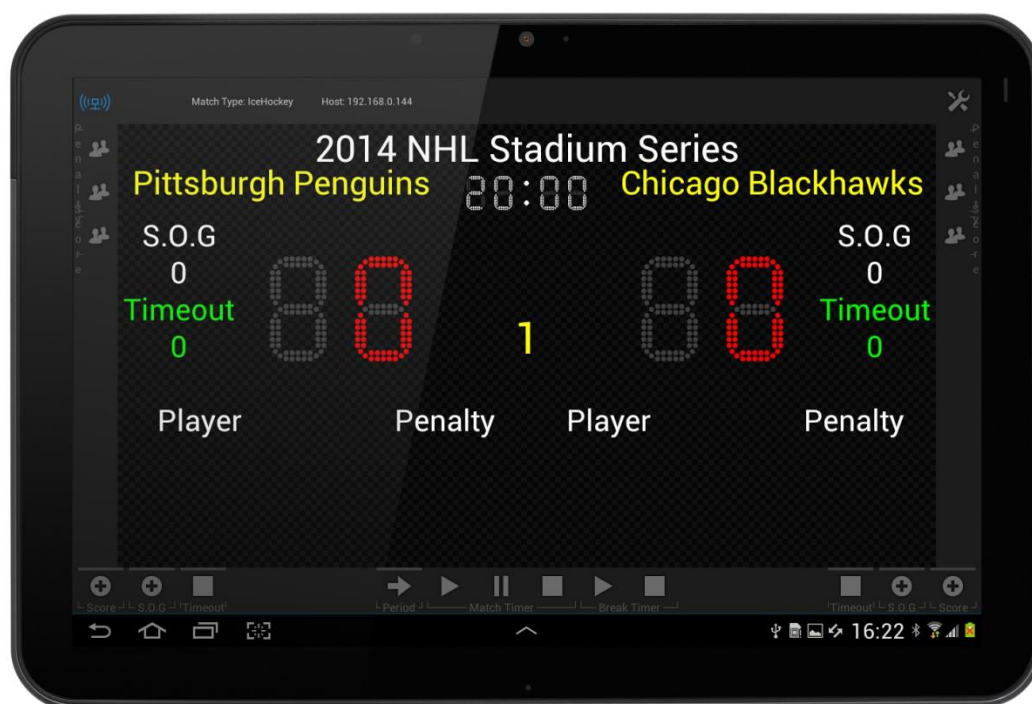 Match Type: IceHockey Host: 192.168.0.144
2014 NHL Stadium Series
Pittsburgh Penguins 20:00 Chicago Blackhawks
S.O.G S.O.G
0 0
Timeout 0 0 Timeout
0 1 0
Player Penalty Player Penalty
Score S.O.G Timeout Period Match Timer Break Timer Timeout S.O.G Score
16:22